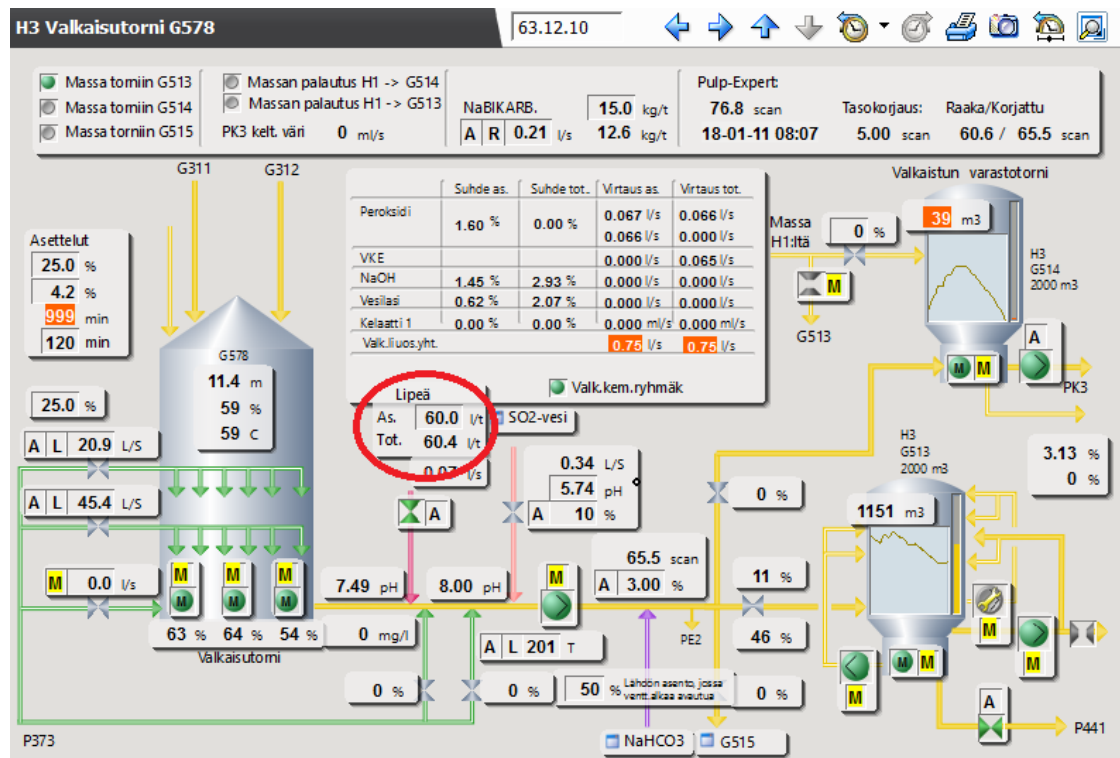 H3 Valkaisutorni G578
63.12.10
Massa torniin G513
Massa torniin G514
Massa torniin G515
Massan palautus H1 -> G514
Massan palautus H1 -> G513
PK3 kelt. väri 0 ml/s
NaBIKARB. 15.0 kg/t
A R 0.21 l/s 12.6 kg/t
Pulp-Expert:
76.8 scan
18-01-11 08:07
Tasokorjaus:
5.00 scan
Raaka/Korjattu
60.6 / 65.5 scan
G311
G312
Asettelut
25.0 %
4.2 %
999 min
120 min
Suhde as. Suhde tot. Virtaus as. Virtaus tot.
Peroksidi 1.60 % 0.00 % 0.067 l/s 0.066 l/s
0.066 l/s 0.000 l/s
VKE 0.000 l/s 0.065 l/s
NaOH 1.45 % 2.93 % 0.000 l/s 0.000 l/s
Vesilasi 0.62 % 2.07 % 0.000 l/s 0.000 l/s
Kelaatti 1 0.00 % 0.00 % 0.000 ml/s 0.000 ml/s
Valk.liuos.yht. 0.75 l/s 0.75 l/s
Valk.kem.ryhmäk
Massa
H1:ltä
0 %
M
G513
Valkaistun varastotorni
39 m3
H3
G514
2000 m3
M M
A
PK3
G578
11.4 m
59 %
59 C
25.0 %
A L 20.9 L/S
A L 45.4 L/S
M 0.0 l/s
M M M
M M M
63 % 64 % 54 %
Valkaisutorni
Lipeä
As. 60.0 l/t
Tot. 60.4 l/t
0.07 l/s
A
SO2-vesi
0.34 L/S
5.74 pH
A 10 %
7.49 pH
8.00 pH
0 mg/l
M
A L 201 T
65.5 scan
A 3.00 %
PE2
0 %
11 %
46 %
0 %
0 %
0 %
50 % Lähdön asento, jossa
ventt.alkaa avautua
NaHCO3
G515
H3
G513
2000 m3
1151 m3
3.13 %
0 %
M
M
M M
M
A
P441
P373